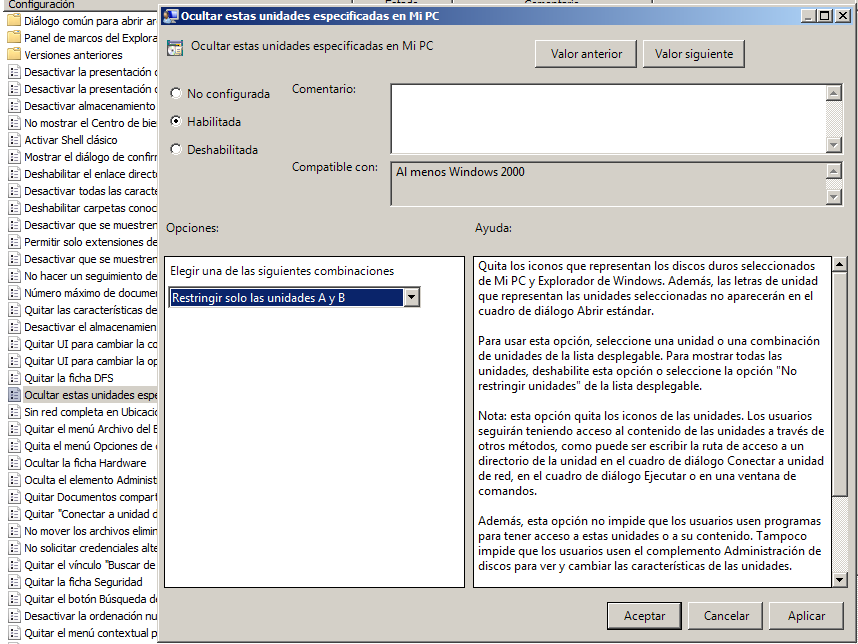 Configuración
Estado
Comentario
Diálogo común para abrir ar
Panel de marcos del Explora
Versiones anteriores
Desactivar la presentación
Desactivar la presentación
Desactivar almacenamiento
No mostrar el Centro de bie
Activar Shell clásico
Mostrar el diálogo de confir
Deshabilitar el enlace direct
Desactivar todas las caracte
Deshabilitar carpetas conoc
Desactivar que se muestren
Permitir solo extensiones de
Desactivar que se muestren
No hacer un seguimiento de
Número máximo de documen
Quitar las características de
Desactivar el almacenamien
Quitar UI para cambiar la co
Quitar UI para cambiar la op
Quitar la ficha DFS
Ocultar estas unidades espe
Sin red completa en Ubicaci
Quitar el menú Archivo del E
Quita el menú Opciones de
Ocultar la ficha Hardware
Oculta el elemento Administ
Quitar Documentos compart
Quitar "Conectar a unidad d
No mover los archivos elimin
No solicitar credenciales alte
Quitar el vínculo "Buscar de
Quitar la ficha Seguridad
Quitar el botón Búsqueda de
Desactivar la ordenación nu
Quitar el menú contextual p
Ocultar estas unidades especificadas en Mi PC
Ocultar estas unidades especificadas en Mi PC
Valor anterior
Valor siguiente
No configurada
Habilitada
Deshabilitada
Comentario:
Compatible con:
Al menos Windows 2000
Opciones:
Ayuda:
Elegir una de las siguientes combinaciones
Restringir solo las unidades A y B
Quita los iconos que representan los discos duros seleccionados
de Mi PC y Explorador de Windows. Además, las letras de unidad
que representan las unidades seleccionadas no aparecerán en el
cuadro de diálogo Abrir estándar.
Para usar esta opción, seleccione una unidad o una combinación
de unidades de la lista desplegable. Para mostrar todas las
unidades, deshabilite esta opción o seleccione la opción "No
restringir unidades" de la lista desplegable.
Nota: esta opción quita los iconos de las unidades. Los usuarios
seguirán teniendo acceso al contenido de las unidades a través de
otros métodos, como puede ser escribir la ruta de acceso a un
directorio de la unidad en el cuadro de diálogo Conectar a unidad
de red, en el cuadro de diálogo Ejecutar o en una ventana de
comandos.
Además, esta opción no impide que los usuarios usen programas
para tener acceso a estas unidades o a su contenido. Tampoco
impide que los usuarios usen el complemento Administración de
discos para ver y cambiar las características de las unidades.
Aceptar
Cancelar
Aplicar